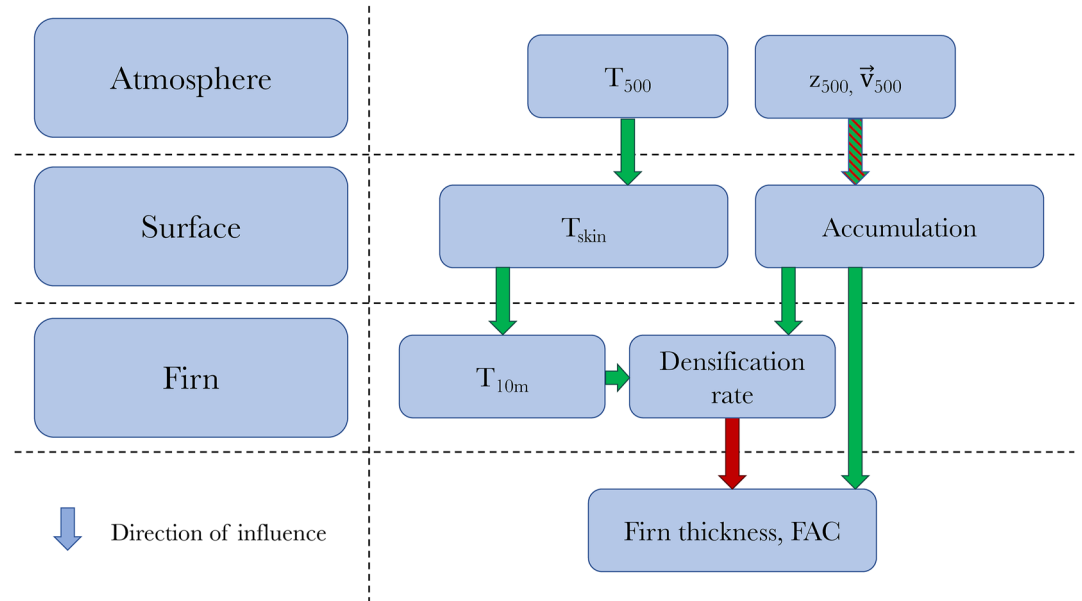 Atmosphere
T₅₀₀
z₅₀₀, v⃗₅₀₀
Surface
Tₛₖᵢₙ
Accumulation
Firn
T₁₀ₘ
Densification
rate
Direction of influence
Firn thickness, FAC